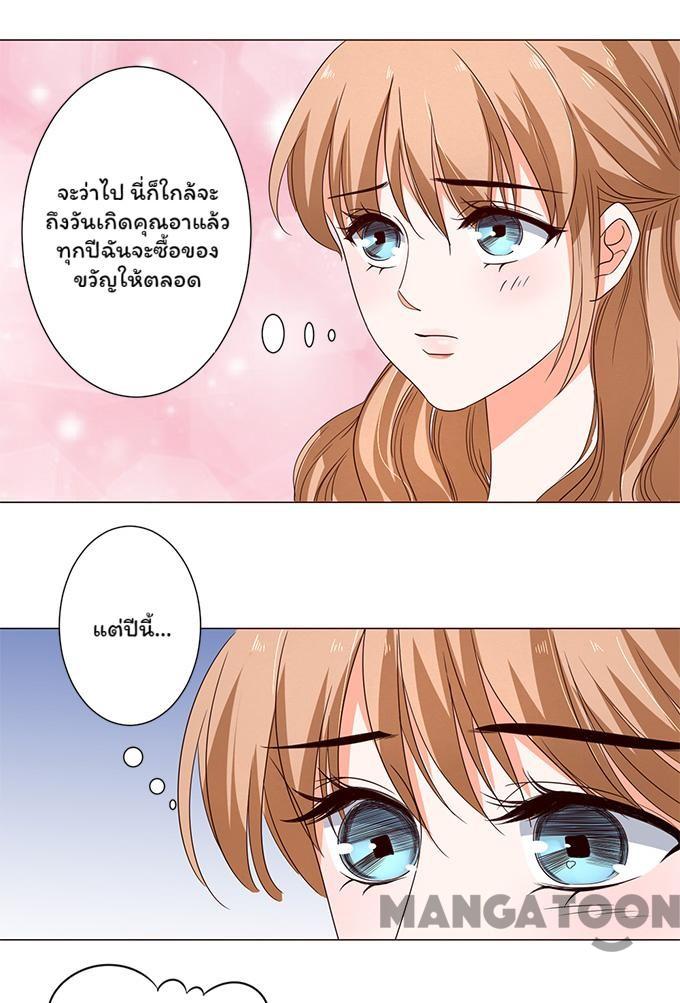 จะว่าไป นี่ก็ใกล้จะ
ถึงวันเกิดคุณอาแล้ว
ทุกปีฉันจะซื้อของ
ขวัญให้ตลอด
แต่ปีนี้...
MANGATOON